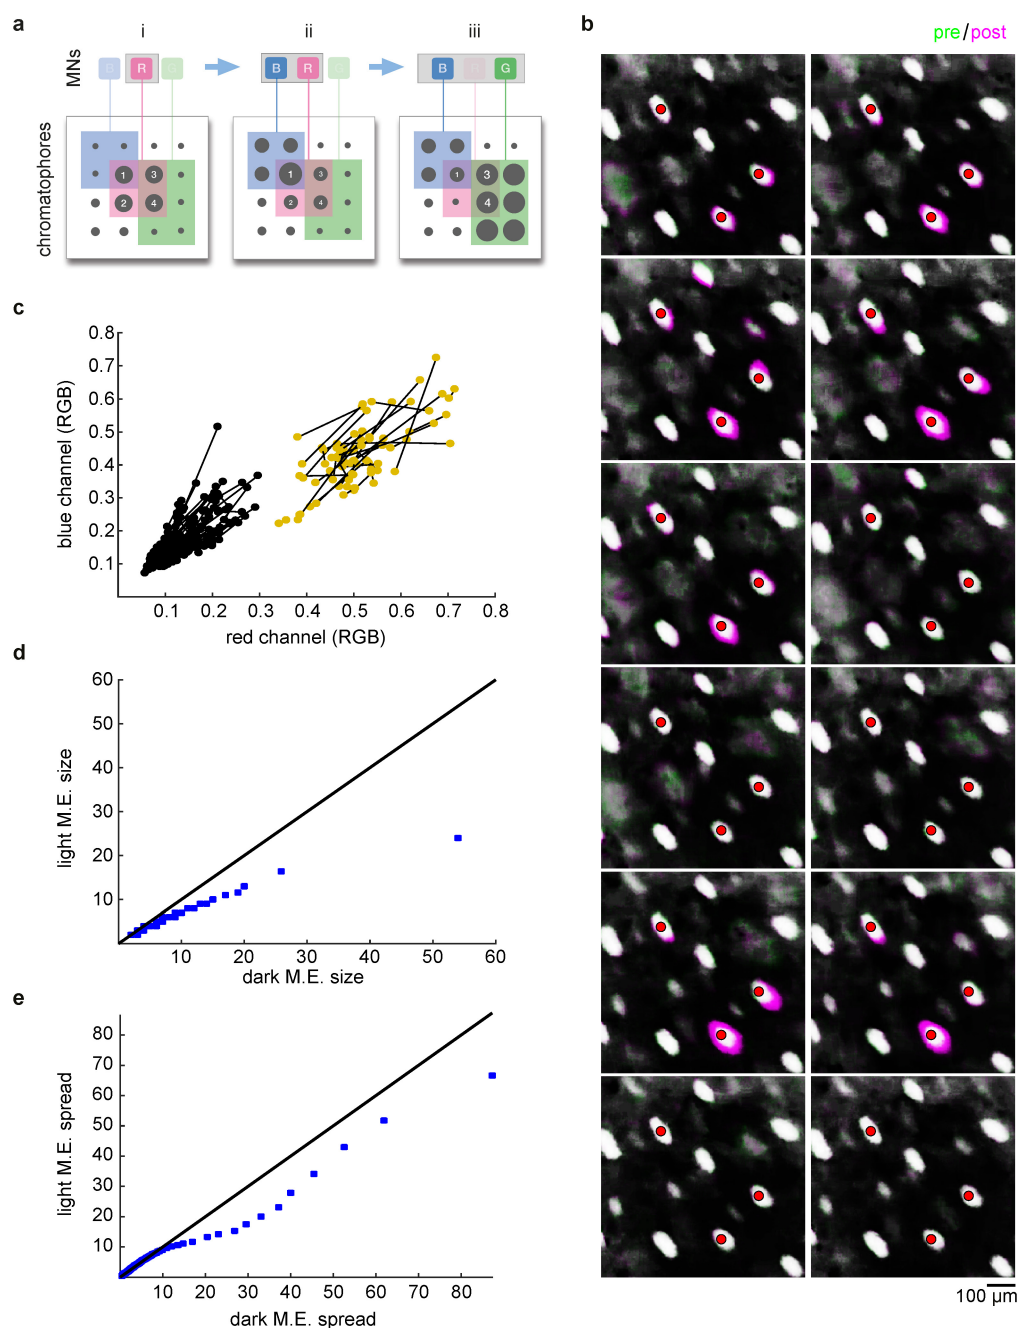 a
i
ii
iii
MNs
B R G
B R G
B G
chromatophores
1 3
2 4
1 3
2 4
1 3
4
b
pre/post
100 µm
c
blue channel (RGB)
0.8
0.7
0.6
0.5
0.4
0.3
0.2
0.1
0.1 0.2 0.3 0.4 0.5 0.6 0.7 0.8
red channel (RGB)
d
light M.E. size
60
50
40
30
20
10
10 20 30 40 50 60
dark M.E. size
e
light M.E. spread
80
70
60
50
40
30
20
10
10 20 30 40 50 60 70 80
dark M.E. spread